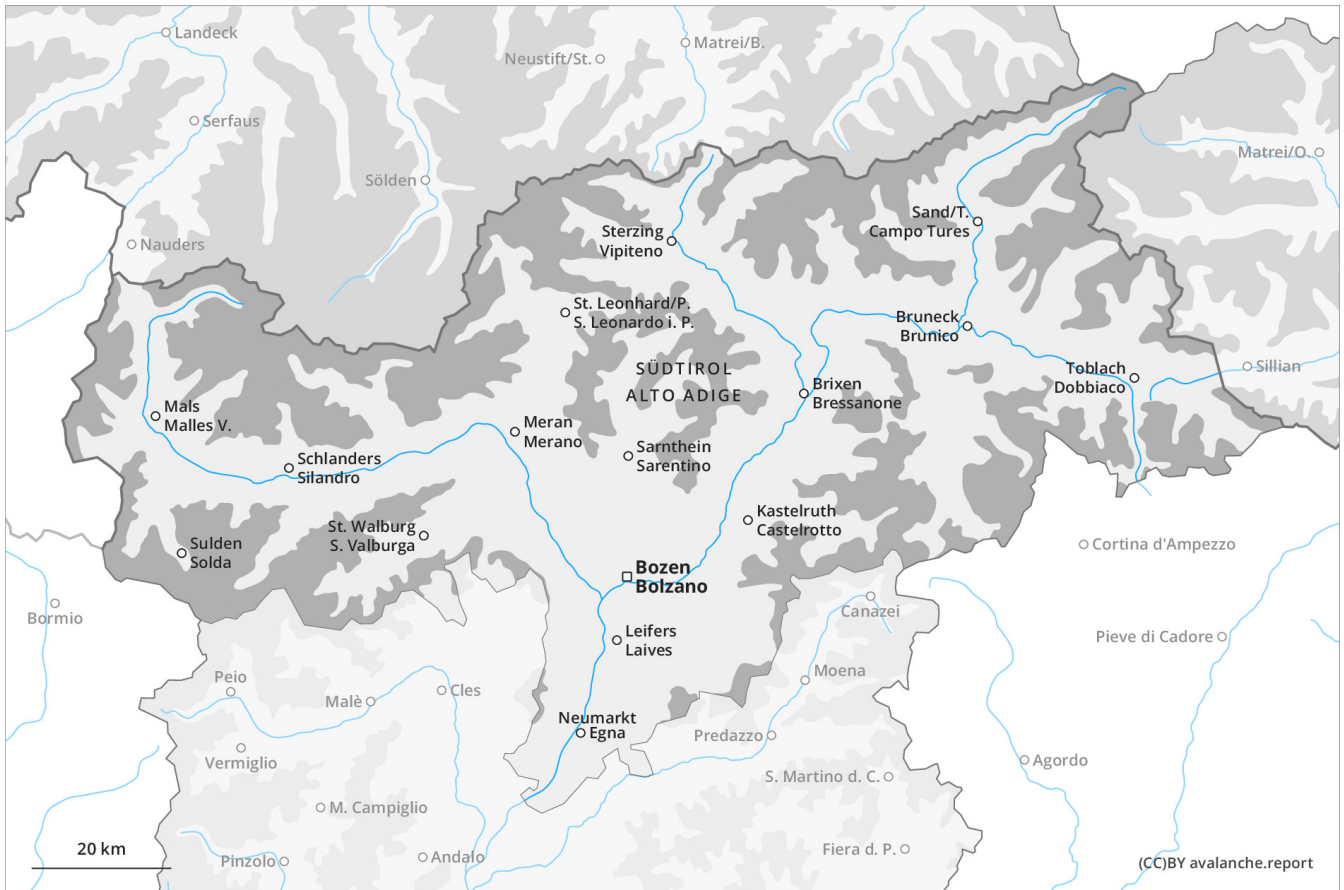 Landeck
Matrei/B.
Neustift/St.
Serfaus
Matrei/O.
Sölden
Sand/T.
Campo Tures
Sterzing
Vipiteno
Nauders
St. Leonhard/P.
S. Leonardo i. P.
Bruneck
Brunico
SÜDTIROL
ALTO ADIGE
Toblach
Dobbiaco
Sillian
Brixen
Bressanone
Mals
Malles V.
Meran
Merano
Sarnthein
Sarentino
Schlanders
Silandro
Kastelruth
Castelrotto
St. Walburg
S. Valburga
Sulden
Solda
Cortina d'Ampezzo
Bozen
Bolzano
Bormio
Canazei
Leifers
Laives
Pieve di Cadore
Peio
Moena
Malè
Cles
Neumarkt
Egna
Predazzo
Vermiglio
Agordo
S. Martino d. C.
M. Campiglio
20 km
Pinzolo
Andalo
Fiera d. P.
(CC)BY avalanche.report